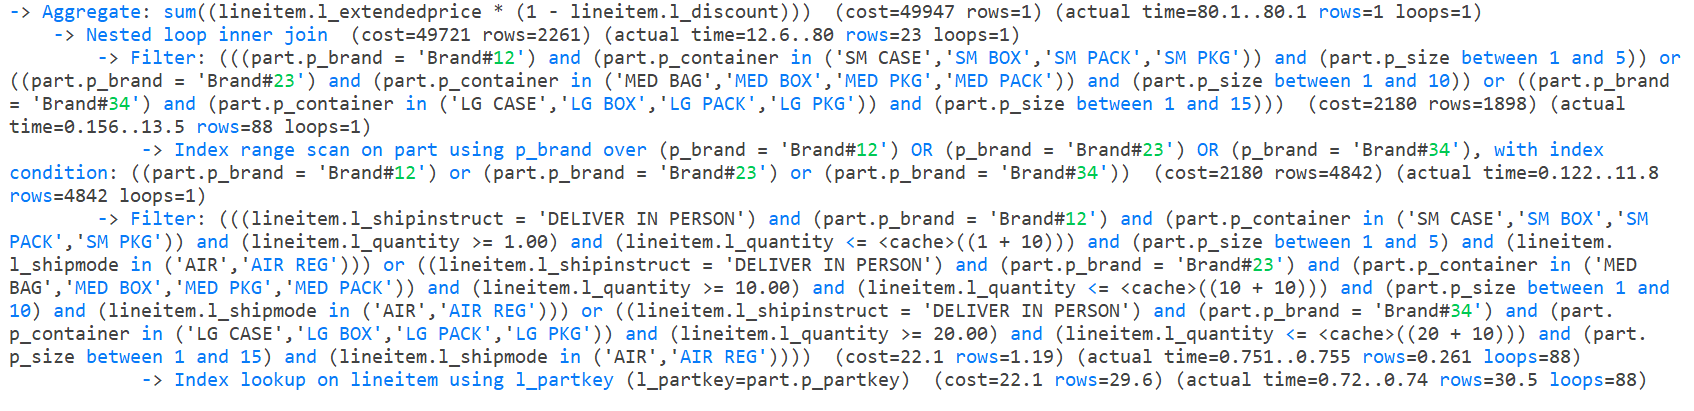 -> Aggregate: sum((lineitem.l_extendedprice * (1 - lineitem.l_discount)))  (cost=49947 rows=1) (actual time=80.1..80.1 rows=1 loops=1)
-> Nested loop inner join  (cost=49721 rows=2261) (actual time=12.6..80 rows=23 loops=1)
-> Filter: (((part.p_brand = 'Brand#12') and (part.p_container in ('SM CASE','SM BOX','SM PACK','SM PKG')) and (part.p_size between 1 and 5)) or
((part.p_brand = 'Brand#23') and (part.p_container in ('MED BAG','MED BOX','MED PKG','MED PACK')) and (part.p_size between 1 and 10)) or ((part.p_brand
= 'Brand#34') and (part.p_container in ('LG CASE','LG BOX','LG PACK','LG PKG')) and (part.p_size between 1 and 15)))  (cost=2180 rows=1898) (actual
time=0.156..13.5 rows=88 loops=1)
-> Index range scan on part using p_brand over (p_brand = 'Brand#12') OR (p_brand = 'Brand#23') OR (p_brand = 'Brand#34'), with index
condition: ((part.p_brand = 'Brand#12') or (part.p_brand = 'Brand#23') or (part.p_brand = 'Brand#34'))  (cost=2180 rows=4842) (actual time=0.122..11.8
rows=4842 loops=1)
-> Filter: (((lineitem.l_shipinstruct = 'DELIVER IN PERSON') and (part.p_brand = 'Brand#12') and (part.p_container in ('SM CASE','SM BOX','SM
PACK','SM PKG')) and (lineitem.l_quantity >= 1.00) and (lineitem.l_quantity <= <cache>((1 + 10))) and (part.p_size between 1 and 5) and (lineitem.
l_shipmode in ('AIR','AIR REG'))) or ((lineitem.l_shipinstruct = 'DELIVER IN PERSON') and (part.p_brand = 'Brand#23') and (part.p_container in ('MED
BAG','MED BOX','MED PKG','MED PACK')) and (lineitem.l_quantity >= 10.00) and (lineitem.l_quantity <= <cache>((10 + 10))) and (part.p_size between 1 and
10) and (lineitem.l_shipmode in ('AIR','AIR REG'))) or ((lineitem.l_shipinstruct = 'DELIVER IN PERSON') and (part.p_brand = 'Brand#34') and (part.
p_container in ('LG CASE','LG BOX','LG PACK','LG PKG')) and (lineitem.l_quantity >= 20.00) and (lineitem.l_quantity <= <cache>((20 + 10))) and (part.
p_size between 1 and 15) and (lineitem.l_shipmode in ('AIR','AIR REG'))))  (cost=22.1 rows=1.19) (actual time=0.751..0.755 rows=0.261 loops=88)
-> Index lookup on lineitem using l_partkey (l_partkey=part.p_partkey)  (cost=22.1 rows=29.6) (actual time=0.72..0.74 rows=30.5 loops=88)